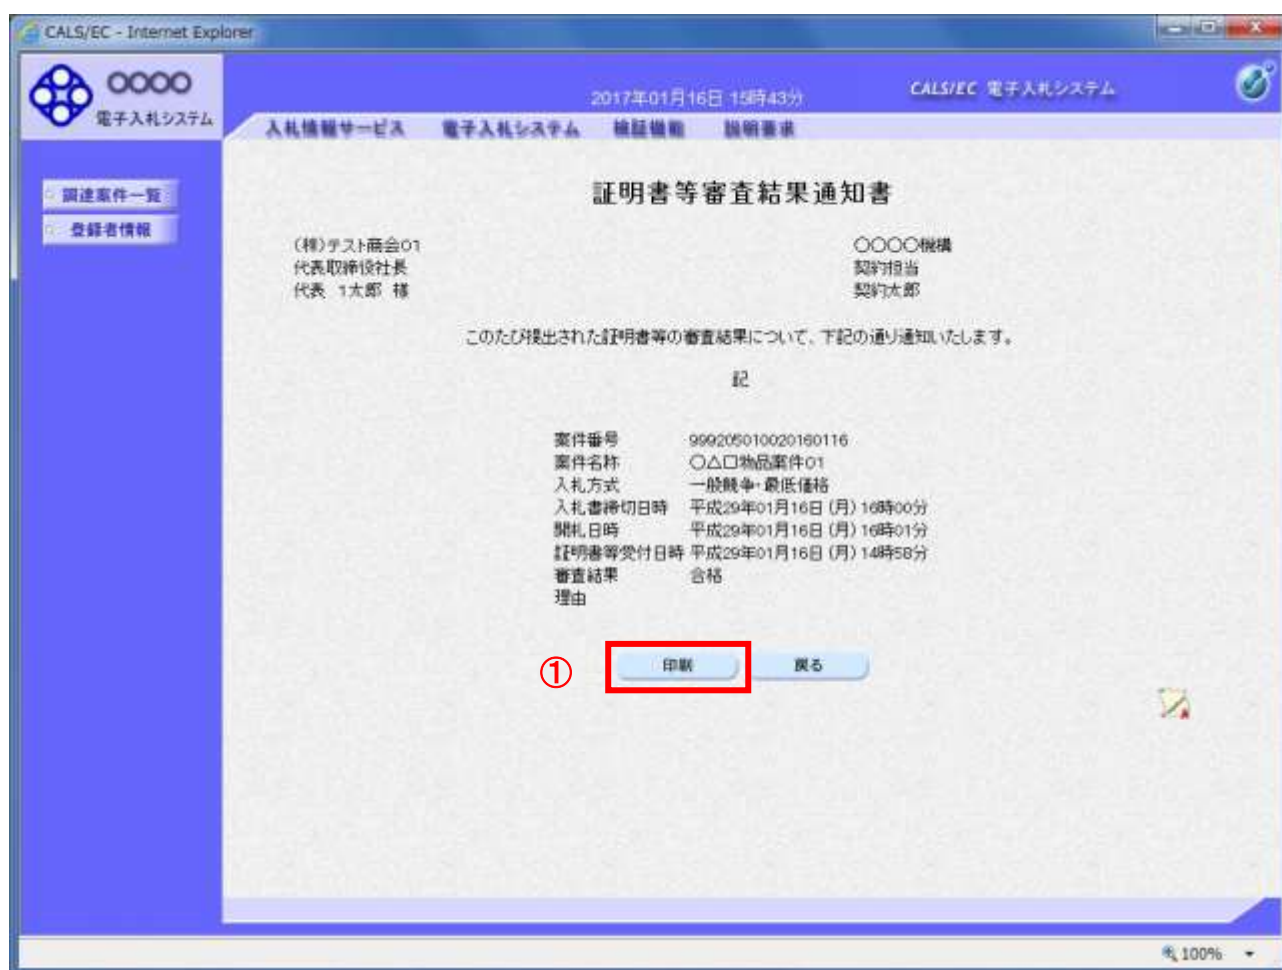 CALS/EC - Internet Explorer
○○○○
電子入札システム
2017年01月16日 15時43分
CALS/EC 電子入札システム
入札情報サービス 電子入札システム 検証機能 説明要求
調達案件一覧
登録者情報
証明書等審査結果通知書
(株)テスト商会01
代表取締役社長
代表 1太郎 様
○○○○機構
契約担当
契約太郎
このたび提出された証明書等の審査結果について、下記の通り通知いたします。
記
案件番号 999205010020160116
案件名称 ○△□物品案件01
入札方式 一般競争・最低価格
入札書締切日時 平成29年01月16日 (月) 16時00分
開札日時 平成29年01月16日 (月) 16時01分
証明書等受付日時 平成29年01月16日 (月) 14時58分
審査結果 合格
理由
① 印刷 戻る
100%